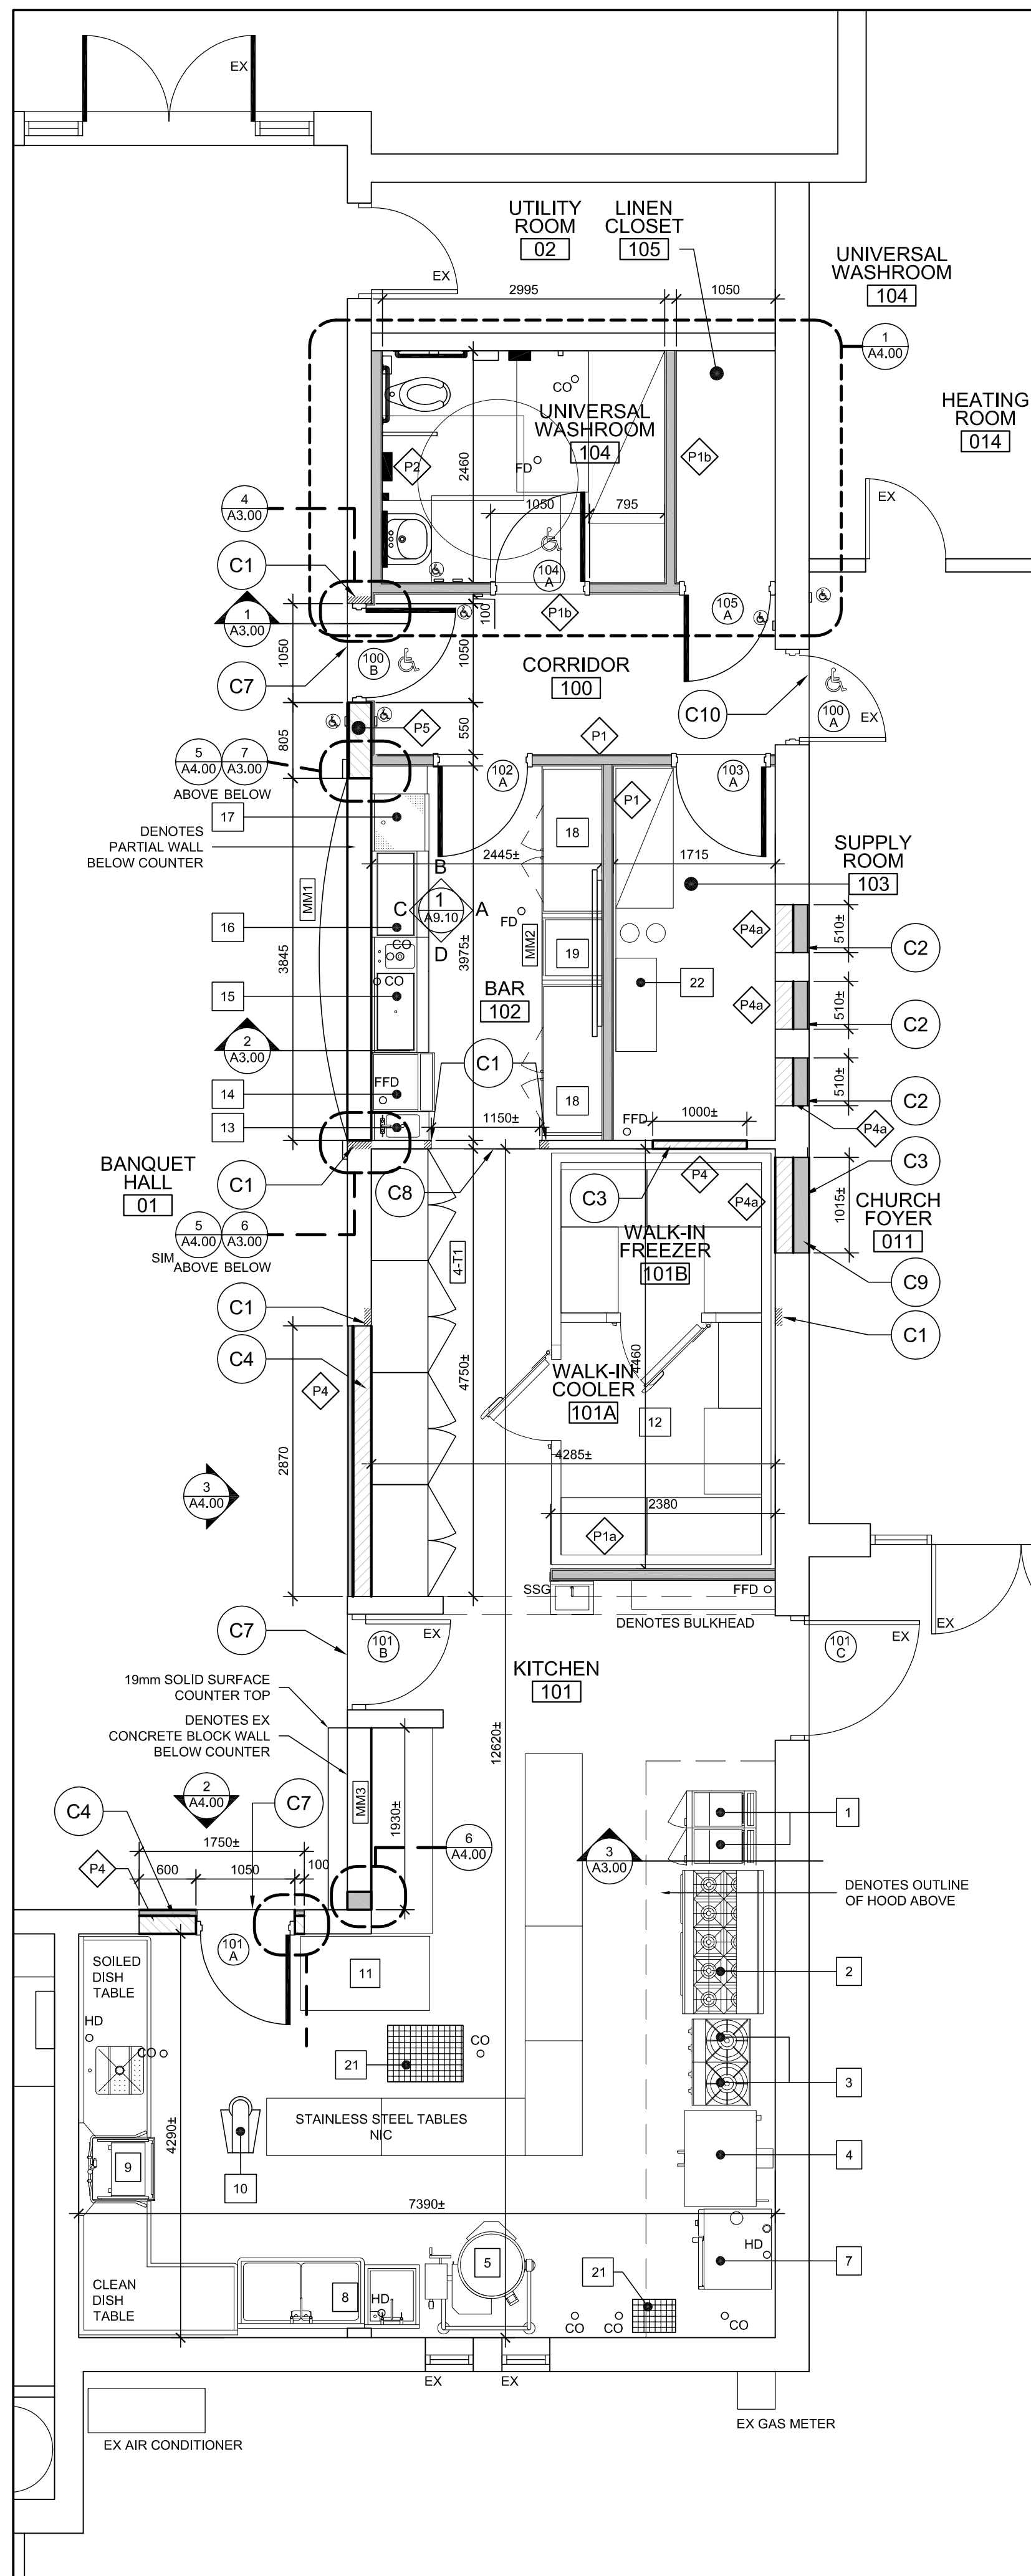 EX
UTILITY
ROOM
02
LINEN
CLOSET
105
UNIVERSAL
WASHROOM
104
EX
2995
1050
1
A4.00
HEATING
ROOM
014
CO
UNIVERSAL
WASHROOM
104
P2
FD
P1b
2460
EX
4
A3.00
1050
795
C1
104
A
105
A
1
A3.00
100
P1b
1050
100
B
1050
CORRIDOR
100
C7
C10
100
A
EX
805
P5
550
P1
5
A4.00
7
A3.00
ABOVE BELOW
102
A
103
A
17
P1
DENOTES
PARTIAL WALL
BELOW COUNTER
18
2445±
1715
SUPPLY
ROOM
103
MM1
B
C
1
A9.10
A
D
16
FD
MM2
P4a
510±
C2
3845
CO
3975±
19
15
CO
BAR
102
22
P4a
510±
C2
2
A3.00
C1
14
FFD
18
510±
C2
13
1150±
FFD
1000±
P4a
BANQUET
HALL
01
C1
C8
C3
P4
P4a
C3
1015±
CHURCH
FOYER
011
5
A4.00
6
A3.00
SIM
ABOVE BELOW
4-T1
WALK-IN
FREEZER
101B
C9
C1
C1
C4
P4
4750±
WALK-IN
COOLER
101A
4460
12
2870
4285±
3
A4.00
2380
P1a
SSG
FFD
DENOTES BULKHEAD
C7
101
B
EX
101
C
EX
EX
KITCHEN
101
19mm SOLID SURFACE
COUNTER TOP
DENOTES EX
CONCRETE BLOCK WALL
BELOW COUNTER
12620±
MM3
1930±
2
A4.00
C4
C7
1
1750±
6
A4.00
3
A3.00
P4
600
1050
100
DENOTES OUTLINE
OF HOOD ABOVE
101
A
SOILED
DISH
TABLE
11
2
HD
CO
21
CO
3
STAINLESS STEEL TABLES
NIC
4290±
4
9
10
7390±
CLEAN
DISH
TABLE
8
HD
5
21
HD
7
CO
CO
CO
EX
EX
EX GAS METER
EX AIR CONDITIONER